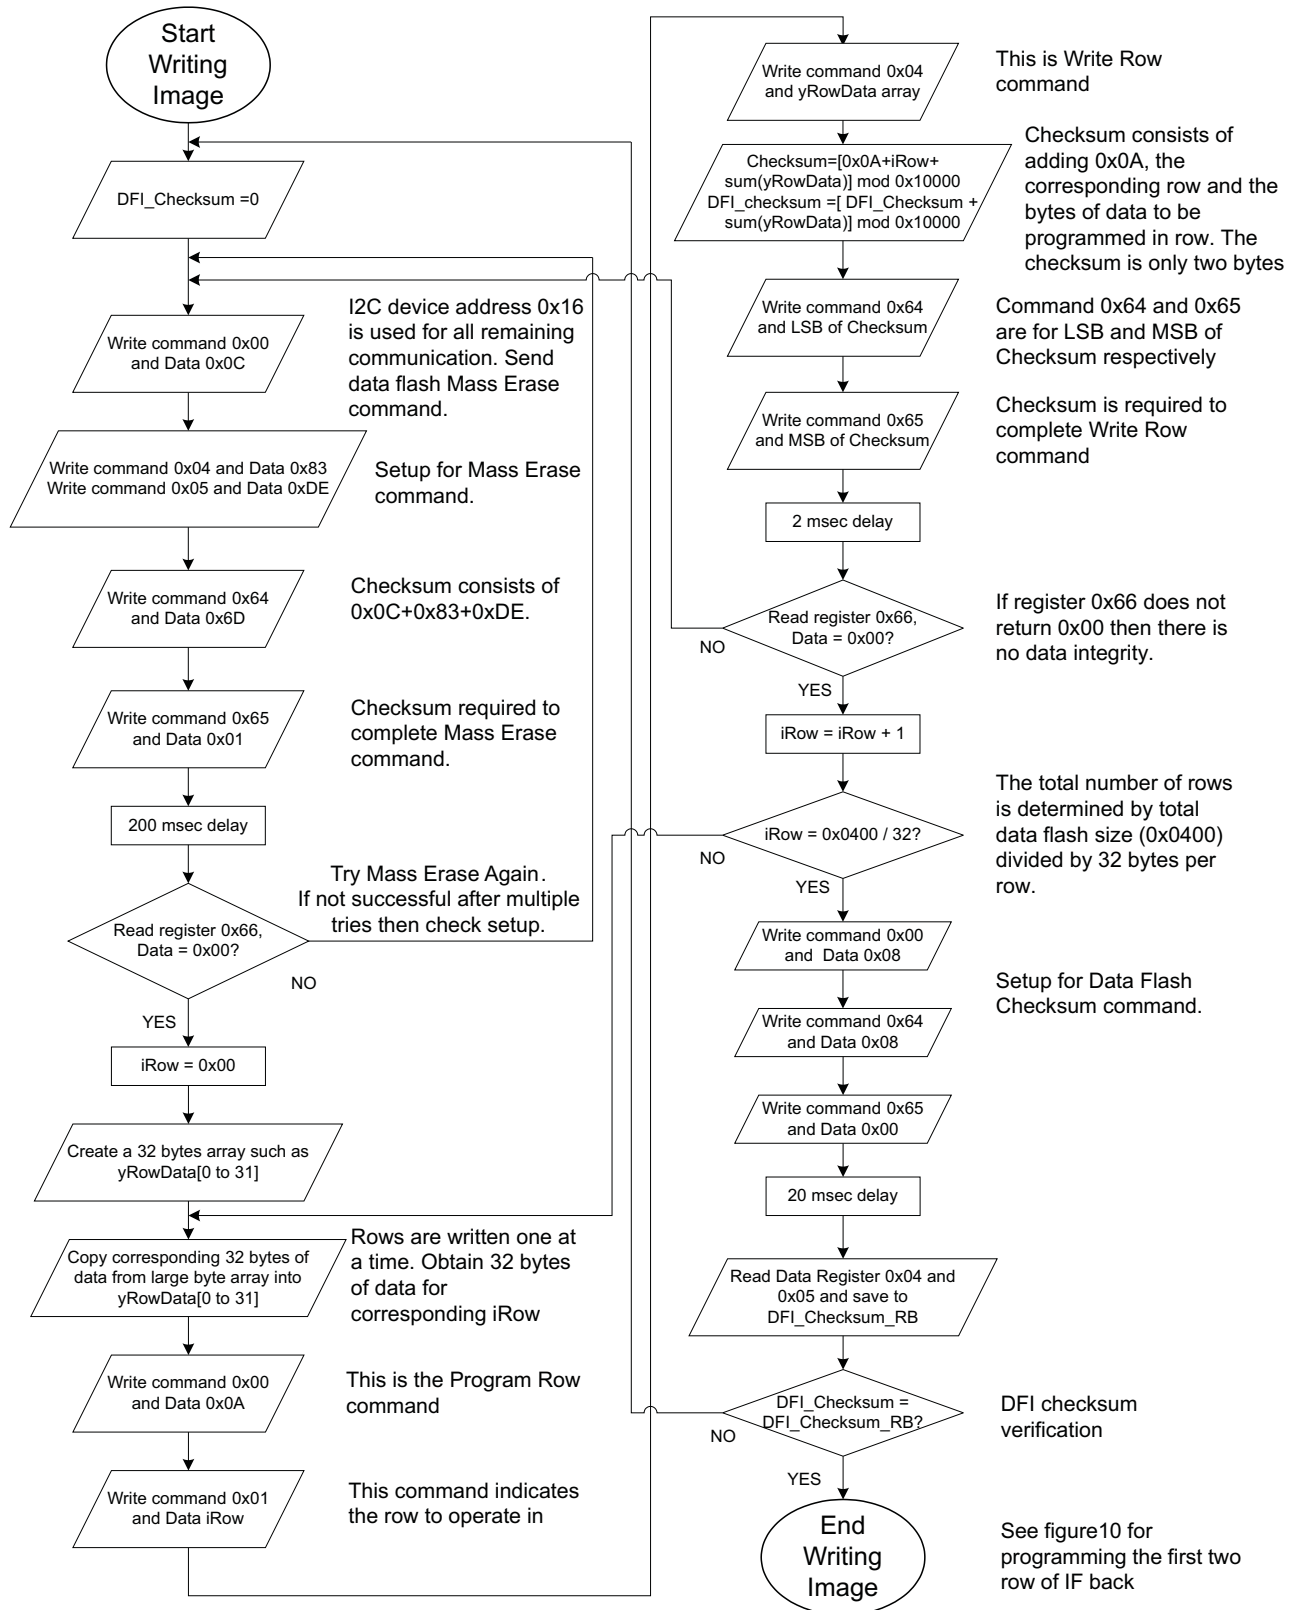 Start
Writing
Image
DFI_Checksum =0
Write command 0x00
and Data 0x0C
I2C device address 0x16
is used for all remaining
communication. Send
data flash Mass Erase
command.
Write command 0x04 and Data 0x83
Write command 0x05 and Data 0xDE
Setup for Mass Erase
command.
Write command 0x64
and Data 0x6D
Checksum consists of
0x0C+0x83+0xDE.
Write command 0x65
and Data 0x01
Checksum required to
complete Mass Erase
command.
200 msec delay
Try Mass Erase Again.
If not successful after multiple
tries then check setup.
Read register 0x66,
Data = 0x00?
NO
YES
iRow = 0x00
Create a 32 bytes array such as
yRowData[0 to 31]
Copy corresponding 32 bytes of
data from large byte array into
yRowData[0 to 31]
Rows are written one at
a time. Obtain 32 bytes
of data for
corresponding iRow
Write command 0x00
and Data 0x0A
This is the Program Row
command
Write command 0x01
and Data iRow
This command indicates
the row to operate in
Write command 0x04
and yRowData array
This is Write Row
command
Checksum=[0x0A+iRow+
sum(yRowData)] mod 0x10000
DFI_checksum =[ DFI_Checksum +
sum(yRowData)] mod 0x10000
Checksum consists of
adding 0x0A, the
corresponding row and the
bytes of data to be
programmed in row. The
checksum is only two bytes
Write command 0x64
and LSB of Checksum
Command 0x64 and 0x65
are for LSB and MSB of
Checksum respectively
Write command 0x65
and MSB of Checksum
Checksum is required to
complete Write Row
command
2 msec delay
Read register 0x66,
Data = 0x00?
NO
YES
If register 0x66 does not
return 0x00 then there is
no data integrity.
iRow = iRow + 1
iRow = 0x0400 / 32?
NO
YES
The total number of rows
is determined by total
data flash size (0x0400)
divided by 32 bytes per
row.
Write command 0x00
and  Data 0x08
Setup for Data Flash
Checksum command.
Write command 0x64
and Data 0x08
Write command 0x65
and Data 0x00
20 msec delay
Read Data Register 0x04 and
0x05 and save to
DFI_Checksum_RB
DFI_Checksum =
DFI_Checksum_RB?
NO
YES
DFI checksum
verification
End
Writing
Image
See figure10 for
programming the first two
row of IF back